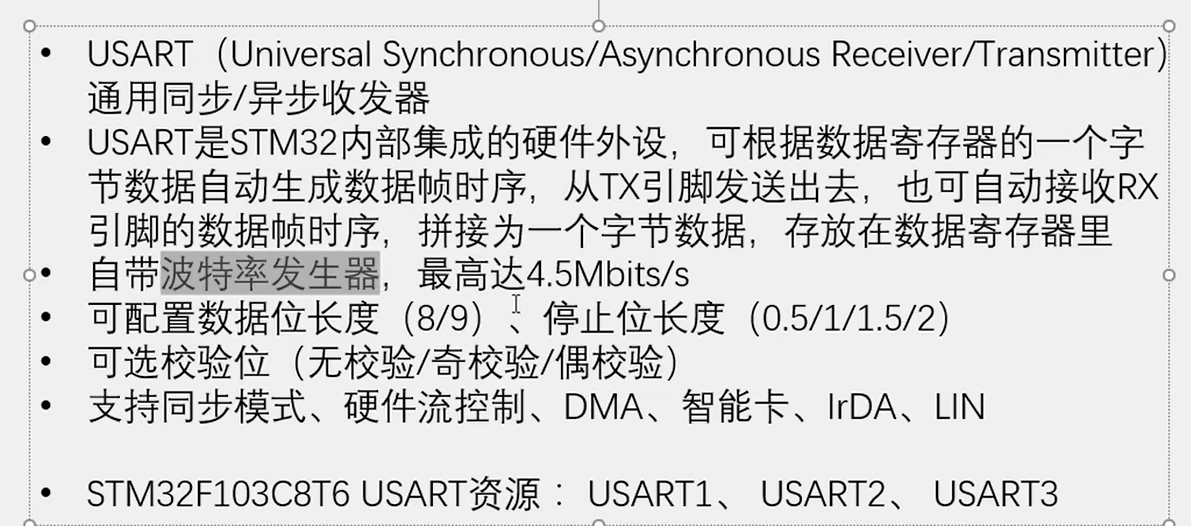 • USART（Universal Synchronous/Asynchronous Receiver/Transmitter）
通用同步/异步收发器
• USART是STM32内部集成的硬件外设，可根据数据寄存器的一个字
节数据自动生成数据帧时序，从TX引脚发送出去，也可自动接收RX
引脚的数据帧时序，拼接为一个字节数据，存放在数据寄存器里
• 自带波特率发生器，最高达4.5Mbits/s
• 可配置数据位长度（8/9）、停止位长度（0.5/1/1.5/2）
• 可选校验位（无校验/奇校验/偶校验）
• 支持同步模式、硬件流控制、DMA、智能卡、IrDA、LIN
• STM32F103C8T6 USART资源： USART1、 USART2、 USART3